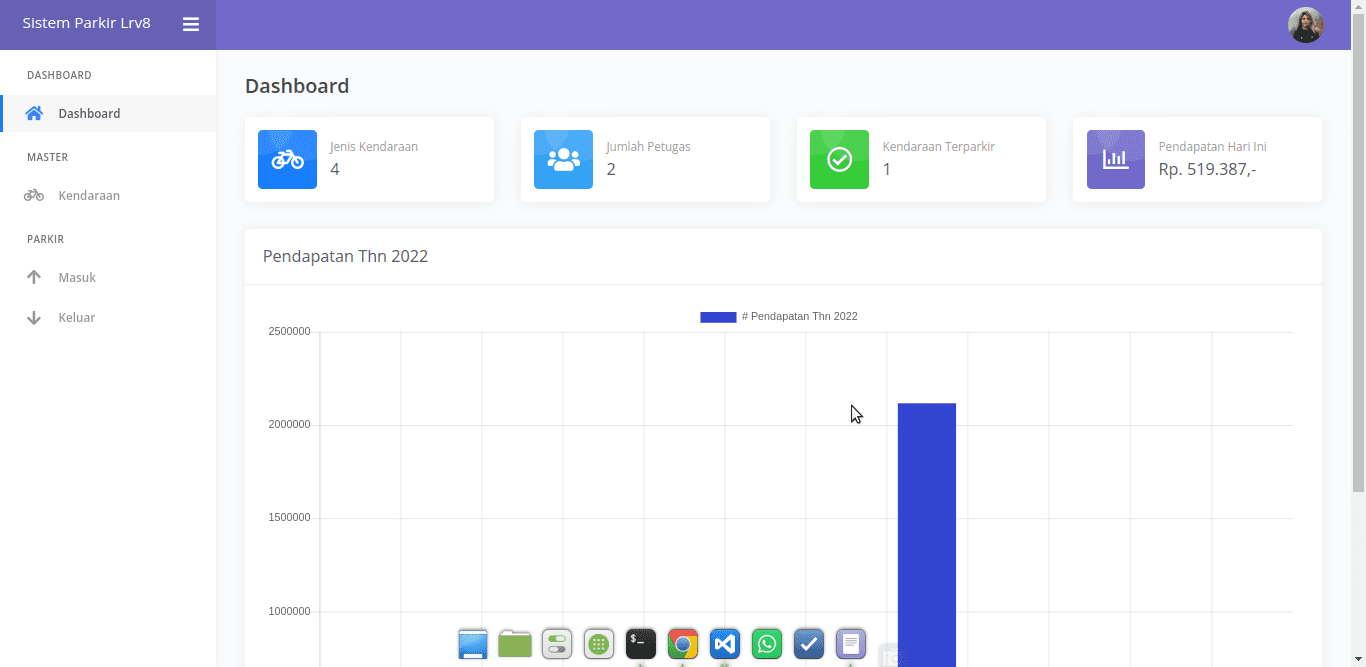 Sistem Parkir Lrv8
DASHBOARD
Dashboard
MASTER
Kendaraan
PARKIR
Masuk
Keluar
Dashboard
Jenis Kendaraan
4
Jumlah Petugas
2
Kendaraan Terparkir
1
Pendapatan Hari Ini
Rp. 519.387,-
Pendapatan Thn 2022
# Pendapatan Thn 2022
2500000
2000000
1500000
1000000